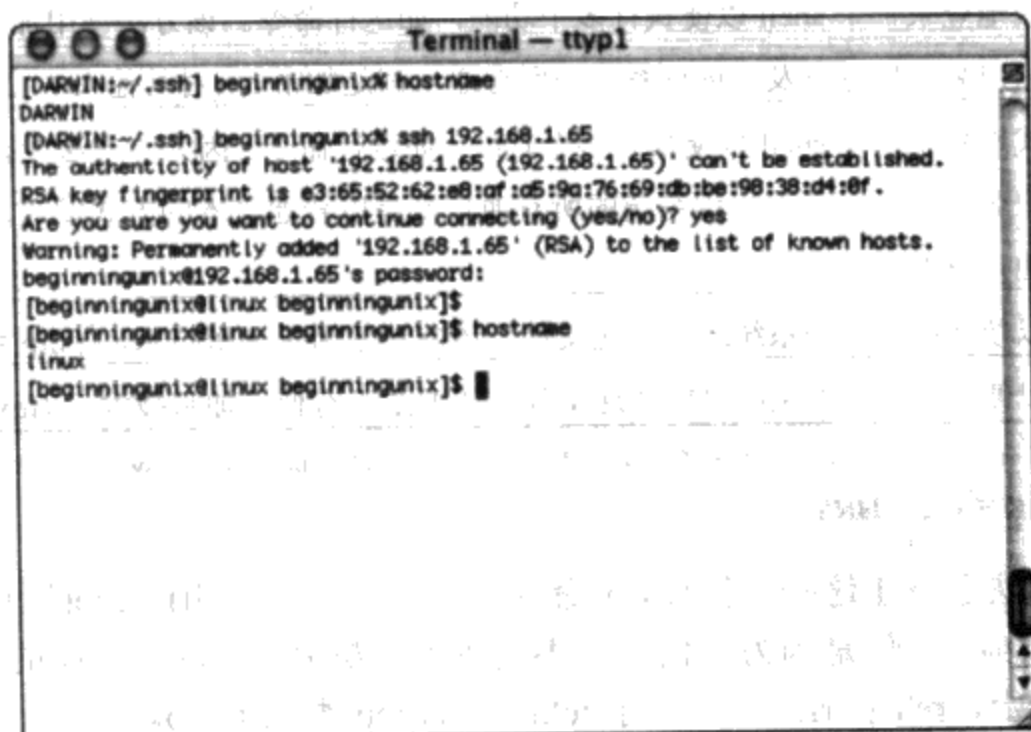 Terminal — ttyp1
[DARWIN:~/.ssh] beginningunix% hostname
DARWIN
[DARWIN:~/.ssh] beginningunix% ssh 192.168.1.65
The authenticity of host '192.168.1.65 (192.168.1.65)' can't be established.
RSA key fingerprint is e3:65:52:62:e8:af:a5:9a:76:69:db:be:98:38:d4:0f.
Are you sure you want to continue connecting (yes/no)? yes
Warning: Permanently added '192.168.1.65' (RSA) to the list of known hosts.
beginningunix@192.168.1.65's password:
[beginningunix@linux beginningunix]$
[beginningunix@linux beginningunix]$ hostname
linux
[beginningunix@linux beginningunix]$